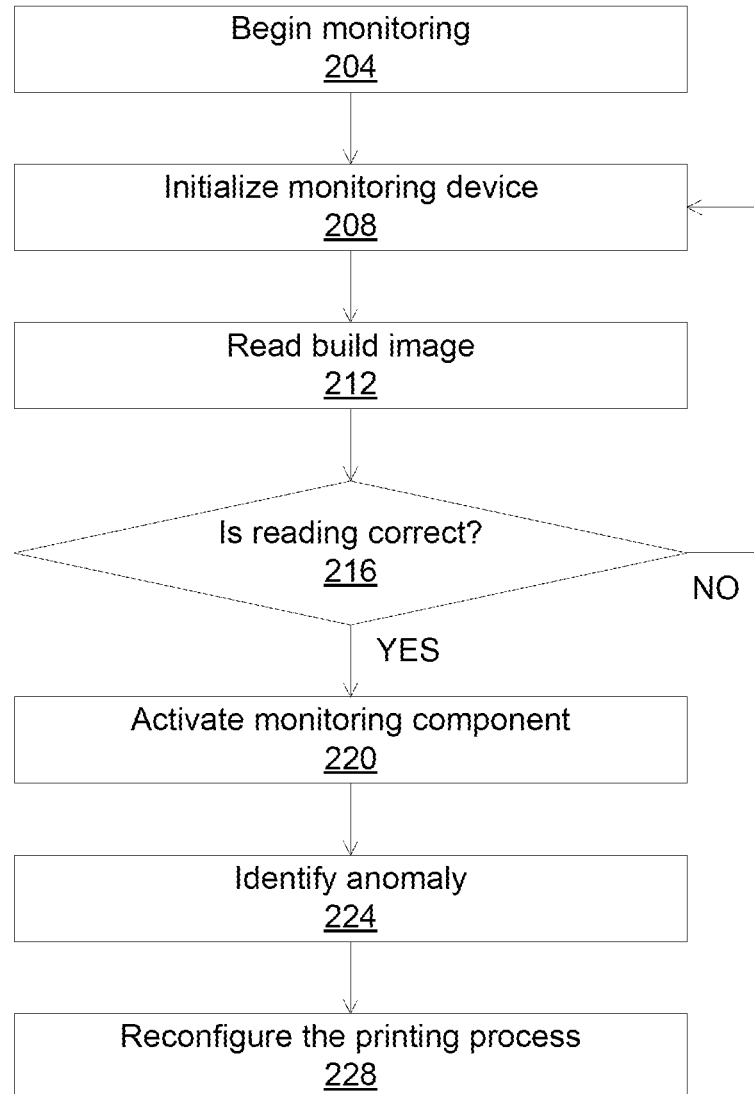 Begin monitoring
204
Initialize monitoring device
208
Read build image
212
Is reading correct?
216
NO
YES
Activate monitoring component
220
Identify anomaly
224
Reconfigure the printing process
228